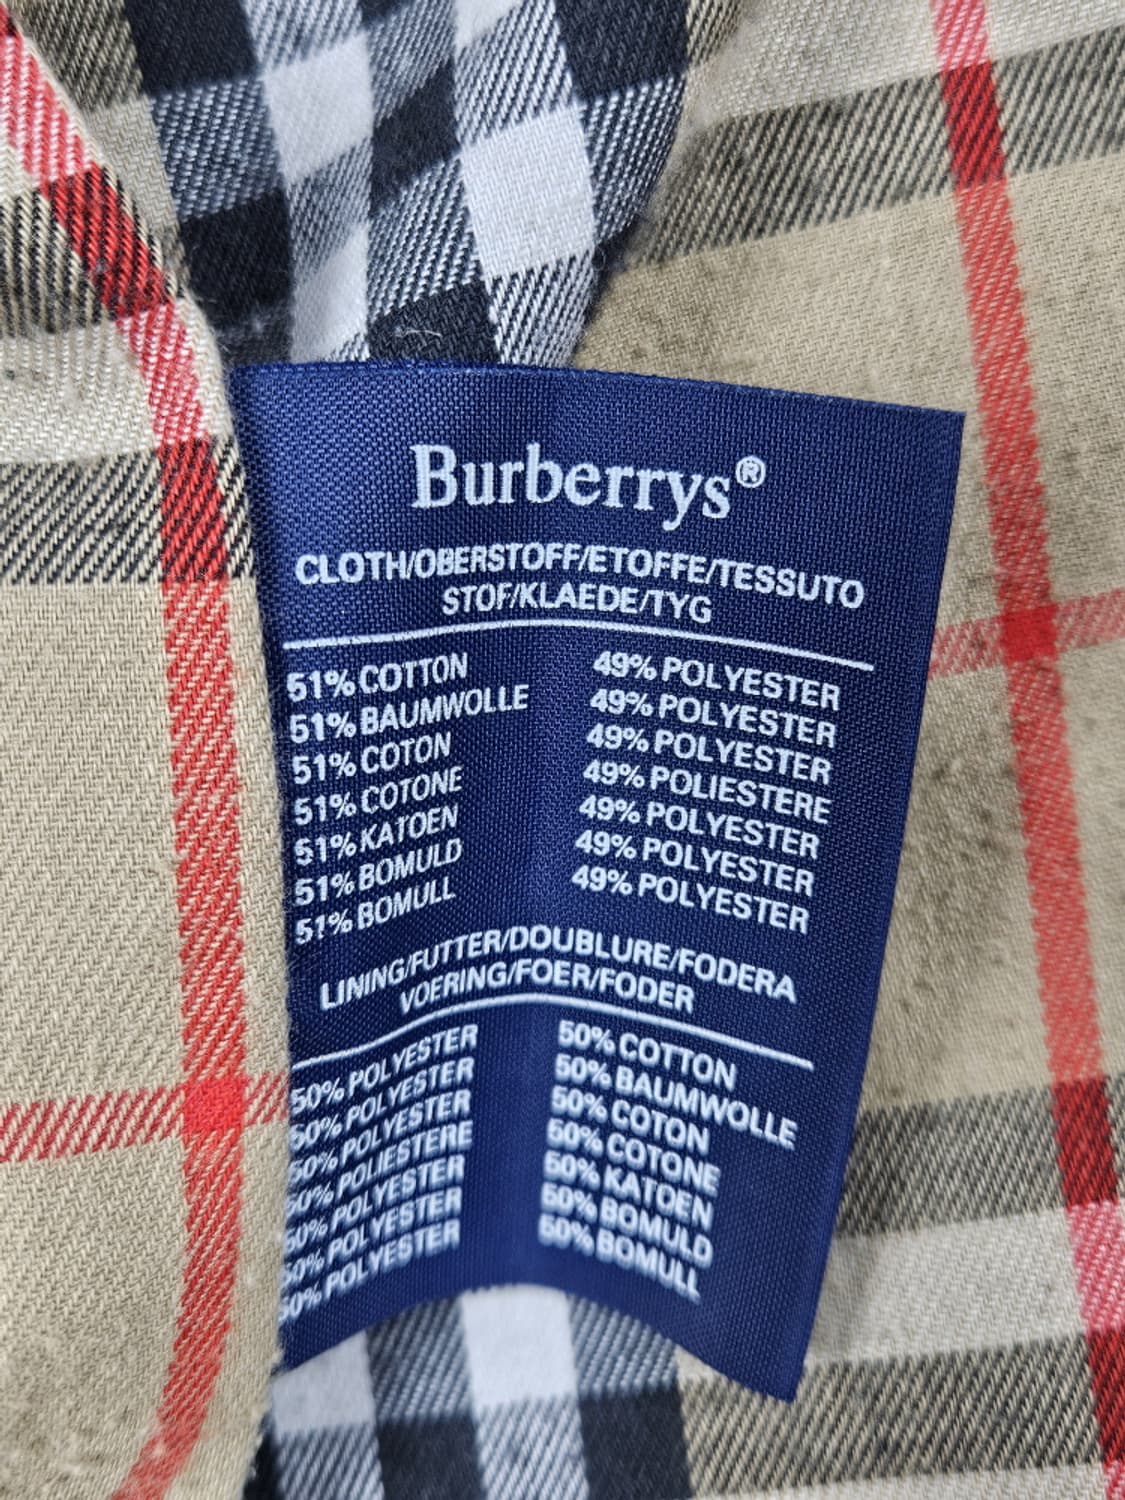 Burberrys®
CLOTH/OBERSTOFF/ETOFFE/TESSUTO
STOF/KLAEDE/TYG
51% COTTON 49% POLYESTER
51% BAUMWOLLE 49% POLYESTER
51% COTON 49% POLYESTER
51% COTONE 49% POLIESTERE
51% KATOEN 49% POLYESTER
51% BOMULD 49% POLYESTER
51% BOMULL 49% POLYESTER
LINING/FUTTER/DOUBLURE/FODERA
VOERING/FOER/FODER
50% POLYESTER 50% COTTON
50% POLYESTER 50% BAUMWOLLE
50% POLYESTER 50% COTON
50% POLIESTERE 50% COTONE
50% POLYESTER 50% KATOEN
50% POLYESTER 50% BOMULD
50% POLYESTER 50% BOMULL